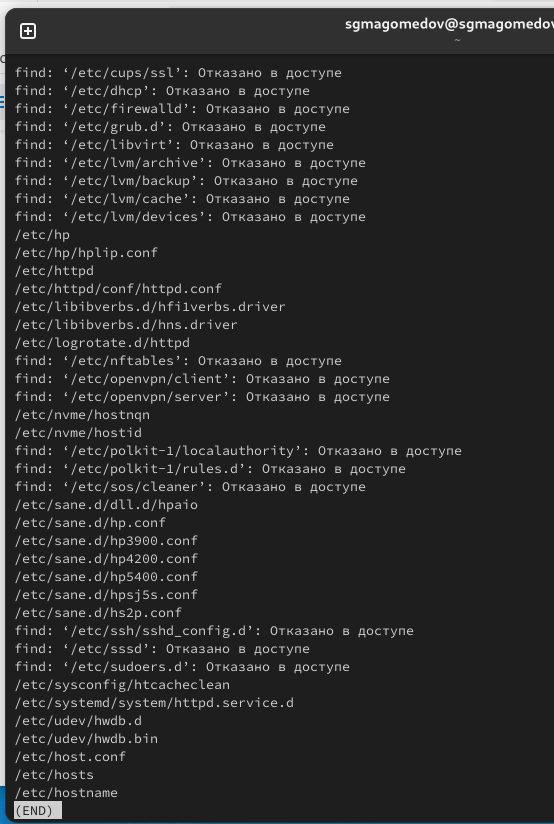 sgmagomedov@sgmagomedov
~
find: ‘/etc/cups/ssl’: Отказано в доступе
find: ‘/etc/dhcp’: Отказано в доступе
find: ‘/etc/firewalld’: Отказано в доступе
find: ‘/etc/grub.d’: Отказано в доступе
find: ‘/etc/libvirt’: Отказано в доступе
find: ‘/etc/lvm/archive’: Отказано в доступе
find: ‘/etc/lvm/backup’: Отказано в доступе
find: ‘/etc/lvm/cache’: Отказано в доступе
find: ‘/etc/lvm/devices’: Отказано в доступе
/etc/hp
/etc/hp/hplip.conf
/etc/httpd
/etc/httpd/conf/httpd.conf
/etc/libibverbs.d/hfi1verbs.driver
/etc/libibverbs.d/hns.driver
/etc/logrotate.d/httpd
find: ‘/etc/nftables’: Отказано в доступе
find: ‘/etc/openvpn/client’: Отказано в доступе
find: ‘/etc/openvpn/server’: Отказано в доступе
/etc/nvme/hostnqn
/etc/nvme/hostid
find: ‘/etc/polkit-1/localauthority’: Отказано в доступе
find: ‘/etc/polkit-1/rules.d’: Отказано в доступе
find: ‘/etc/sos/cleaner’: Отказано в доступе
/etc/sane.d/dll.d/hpaio
/etc/sane.d/hp.conf
/etc/sane.d/hp3900.conf
/etc/sane.d/hp4200.conf
/etc/sane.d/hp5400.conf
/etc/sane.d/hpsj5s.conf
/etc/sane.d/hs2p.conf
find: ‘/etc/ssh/sshd_config.d’: Отказано в доступе
find: ‘/etc/sssd’: Отказано в доступе
find: ‘/etc/sudoers.d’: Отказано в доступе
/etc/sysconfig/htcacheclean
/etc/systemd/system/httpd.service.d
/etc/udev/hwdb.d
/etc/udev/hwdb.bin
/etc/host.conf
/etc/hosts
/etc/hostname
(END)